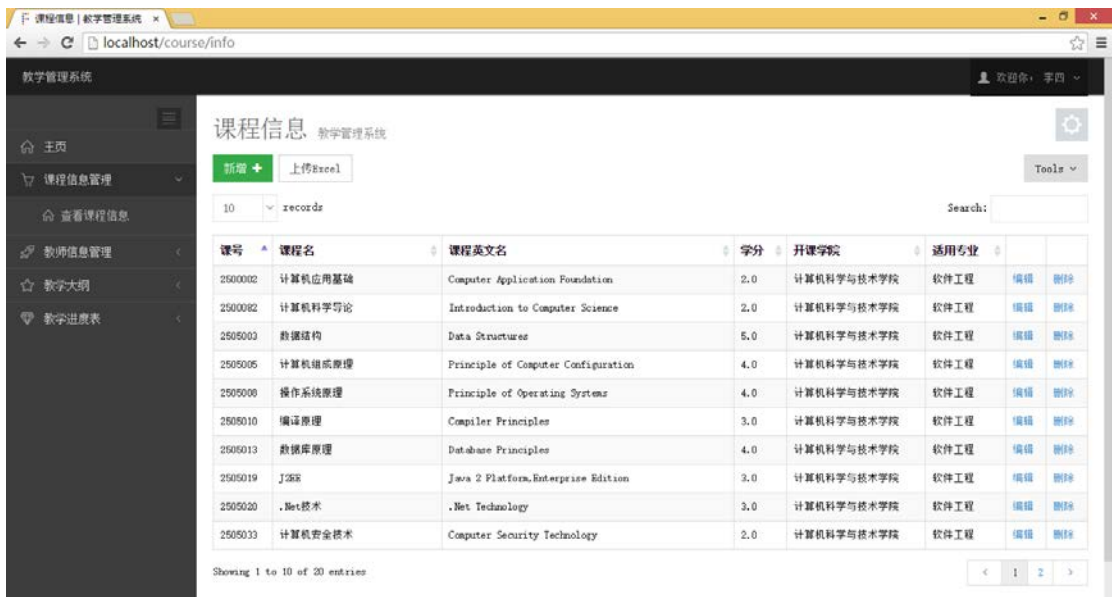 课程信息 | 教学管理系统 ×
localhost/course/info
教学管理系统 欢迎你, 李四
课程信息 教学管理系统
主页
新增 + 上传Excel Tools
课程信息管理
10 records Search:
查看课程信息
教师信息管理
教学大纲
教学进度表
课号 课程名 课程英文名 学分 开课学院 适用专业
2500002 计算机应用基础 Computer Application Foundation 2.0 计算机科学与技术学院 软件工程 编辑 删除
2500082 计算机科学导论 Introduction to Computer Science 2.0 计算机科学与技术学院 软件工程 编辑 删除
2505003 数据结构 Data Structures 5.0 计算机科学与技术学院 软件工程 编辑 删除
2505005 计算机组成原理 Principle of Computer Configuration 4.0 计算机科学与技术学院 软件工程 编辑 删除
2505008 操作系统原理 Principle of Operating Systems 4.0 计算机科学与技术学院 软件工程 编辑 删除
2505010 编译原理 Compiler Principles 3.0 计算机科学与技术学院 软件工程 编辑 删除
2505013 数据库原理 Database Principles 4.0 计算机科学与技术学院 软件工程 编辑 删除
2505019 J2EE Java 2 Platform,Enterprise Edition 3.0 计算机科学与技术学院 软件工程 编辑 删除
2505020 .Net技术 .Net Technology 3.0 计算机科学与技术学院 软件工程 编辑 删除
2505033 计算机安全技术 Computer Security Technology 2.0 计算机科学与技术学院 软件工程 编辑 删除
Showing 1 to 10 of 20 entries < 1 2 >